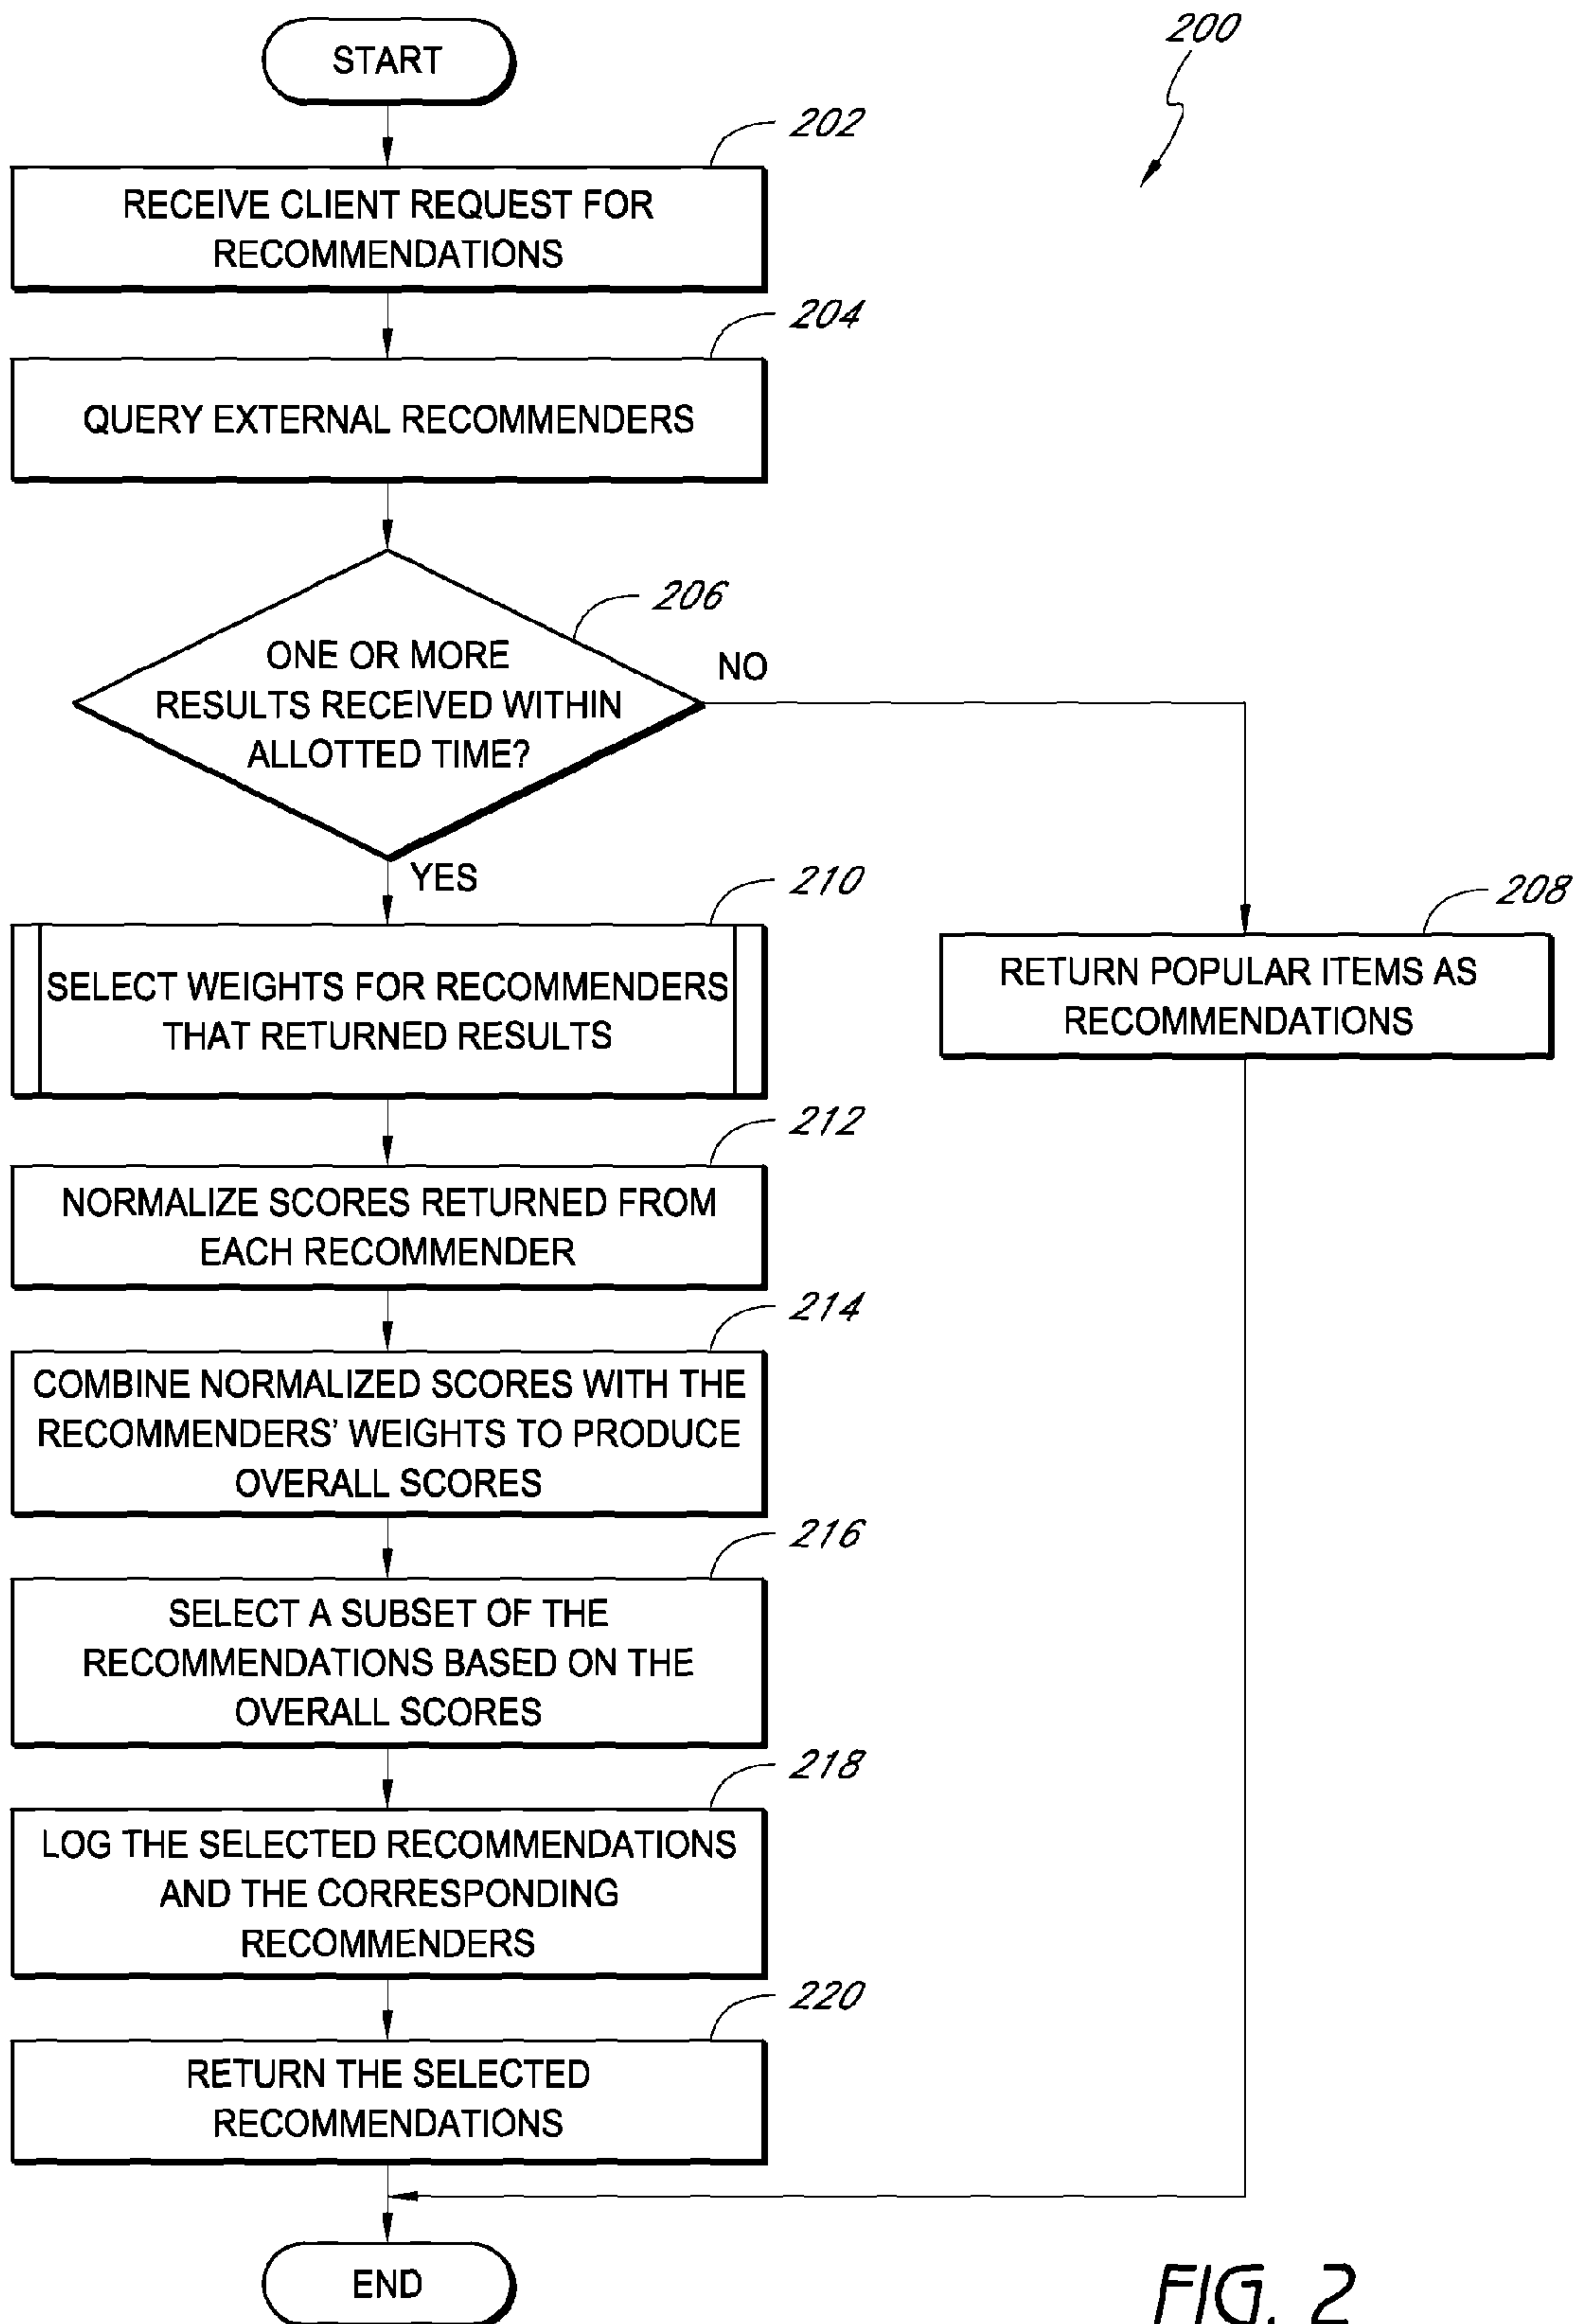 START
200
202
RECEIVE CLIENT REQUEST FOR
RECOMMENDATIONS
204
QUERY EXTERNAL RECOMMENDERS
206
ONE OR MORE
RESULTS RECEIVED WITHIN
ALLOTTED TIME?
NO
YES
210
SELECT WEIGHTS FOR RECOMMENDERS
THAT RETURNED RESULTS
208
RETURN POPULAR ITEMS AS
RECOMMENDATIONS
212
NORMALIZE SCORES RETURNED FROM
EACH RECOMMENDER
214
COMBINE NORMALIZED SCORES WITH THE
RECOMMENDERS' WEIGHTS TO PRODUCE
OVERALL SCORES
216
SELECT A SUBSET OF THE
RECOMMENDATIONS BASED ON THE
OVERALL SCORES
218
LOG THE SELECTED RECOMMENDATIONS
AND THE CORRESPONDING
RECOMMENDERS
220
RETURN THE SELECTED
RECOMMENDATIONS
END
FIG. 2